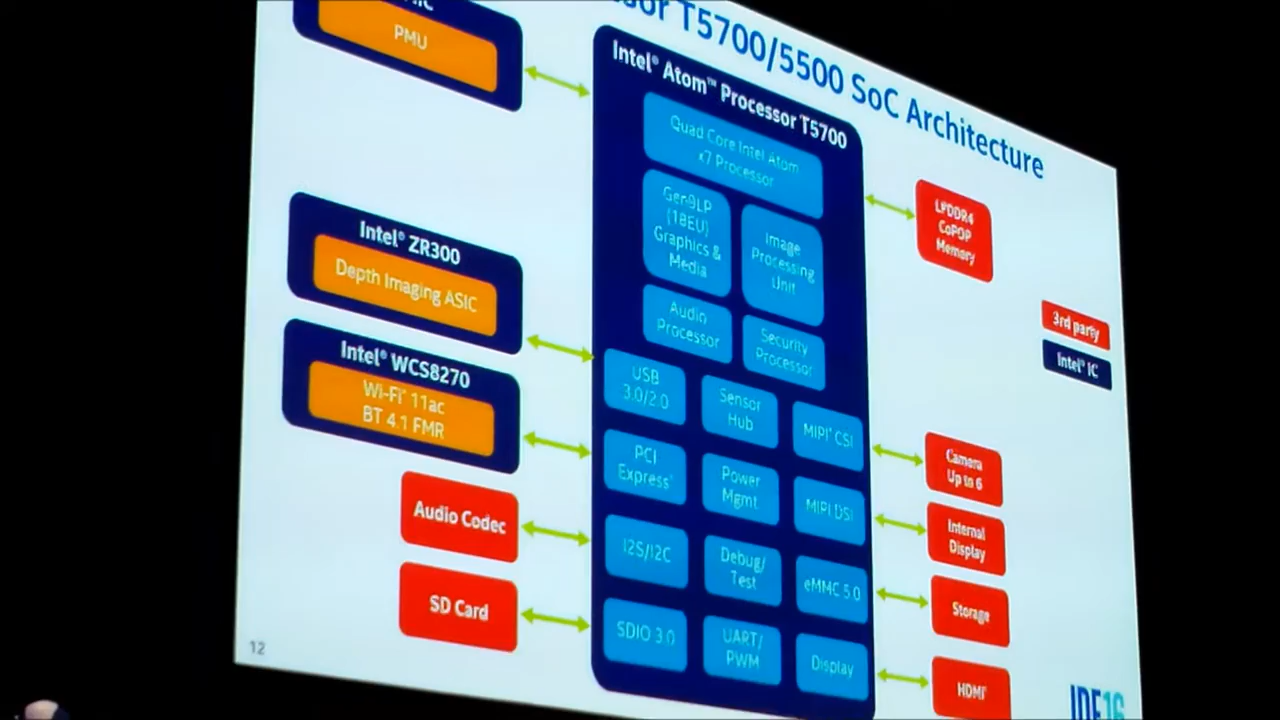 T5700/5500 SoC Architecture
PMU
Intel® Atom™ Processor T5700
Quad Core Intel Atom
x7 Processor
Gen9LP
(18EU)
Graphics &
Media
Image
Processing
Unit
Audio
Processor
Security
Processor
USB
3.0/2.0
Sensor
Hub
MIPI® CSI
PCI
Express®
Power
Mgmt
MIPI DSI
I2S/I2C
Debug/
Test
eMMC 5.0
SDIO 3.0
UART/
PWM
Display
Intel® ZR300
Depth Imaging ASIC
Intel® WCS8270
Wi-Fi® 11ac
BT 4.1 FMR
Audio Codec
SD Card
LPDDR4
CoPOP
Memory
3rd party
Intel® IC
Camera
Up to 6
Internal
Display
Storage
HDMI®
12
IDF16